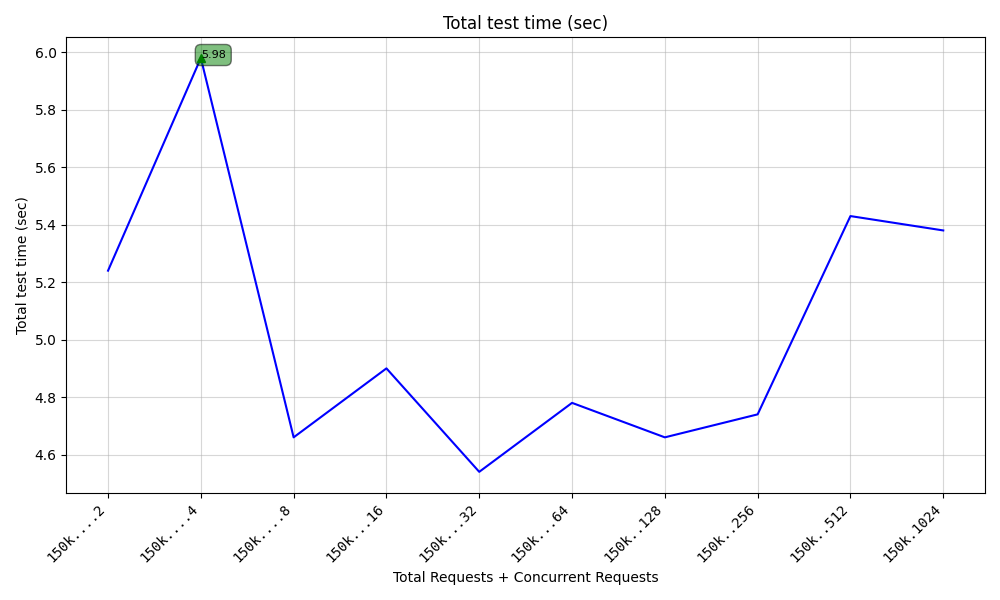 Total test time (sec)
5.98
6.0
5.8
5.6
5.4
5.2
5.0
4.8
4.6
Total test time (sec)
150k....2
150k....4
150k....8
150k...16
150k...32
150k...64
150k..128
150k..256
150k..512
150k.1024
Total Requests + Concurrent Requests